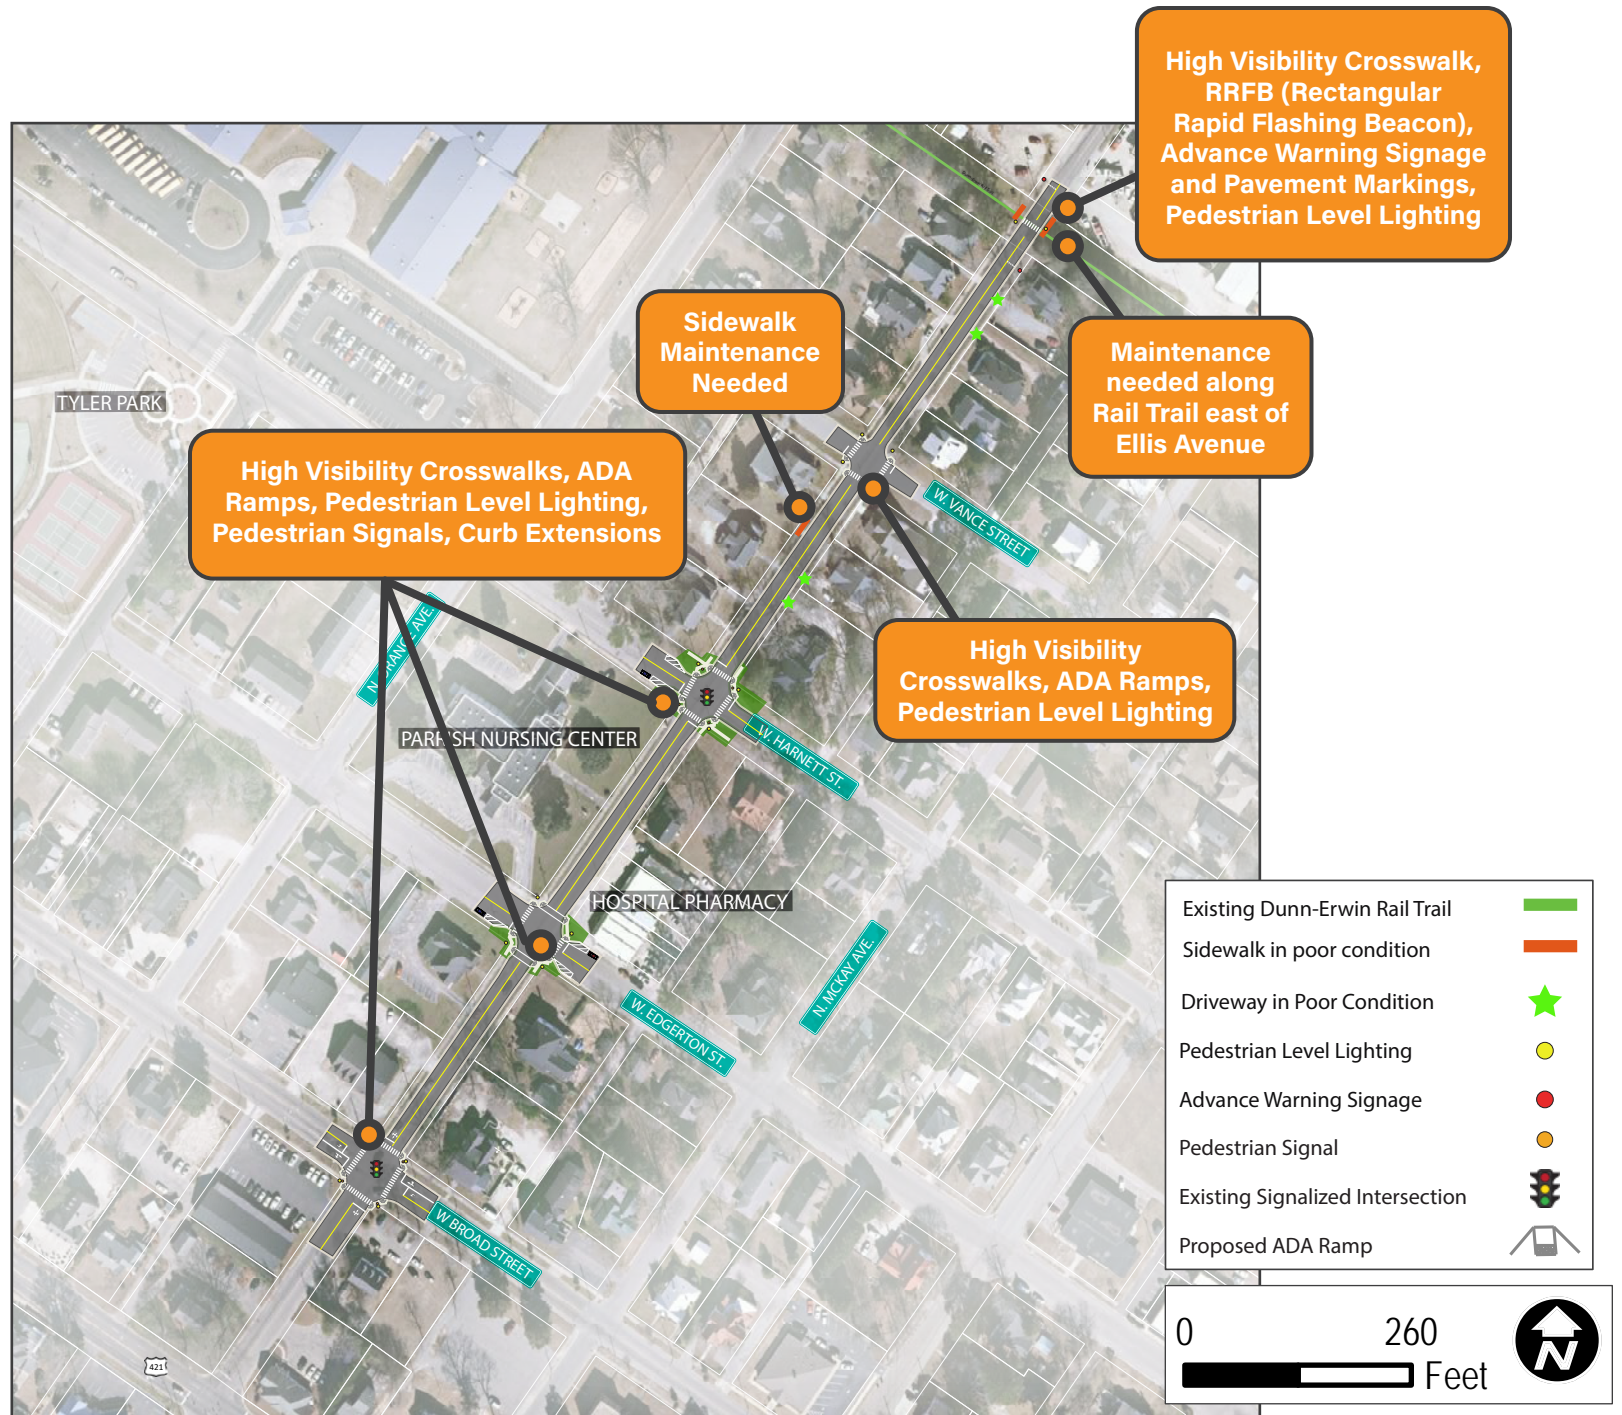 High Visibility Crosswalk,
RRFB (Rectangular
Rapid Flashing Beacon),
Advance Warning Signage
and Pavement Markings,
Pedestrian Level Lighting
Sidewalk
Maintenance
Needed
Maintenance
needed along
Rail Trail east of
Ellis Avenue
TYLER PARK
High Visibility Crosswalks, ADA
Ramps, Pedestrian Level Lighting,
Pedestrian Signals, Curb Extensions
W. VANCE STREET
High Visibility
Crosswalks, ADA Ramps,
Pedestrian Level Lighting
AVE.
PARRISH NURSING CENTER
W. HARNETT ST.
HOSPITAL PHARMACY
N. MCKAY AVE.
W. EDGERTON ST.
W BROAD STREET
421
Existing Dunn-Erwin Rail Trail
Sidewalk in poor condition
Driveway in Poor Condition
Pedestrian Level Lighting
Advance Warning Signage
Pedestrian Signal
Existing Signalized Intersection
Proposed ADA Ramp
0 260
Feet
N